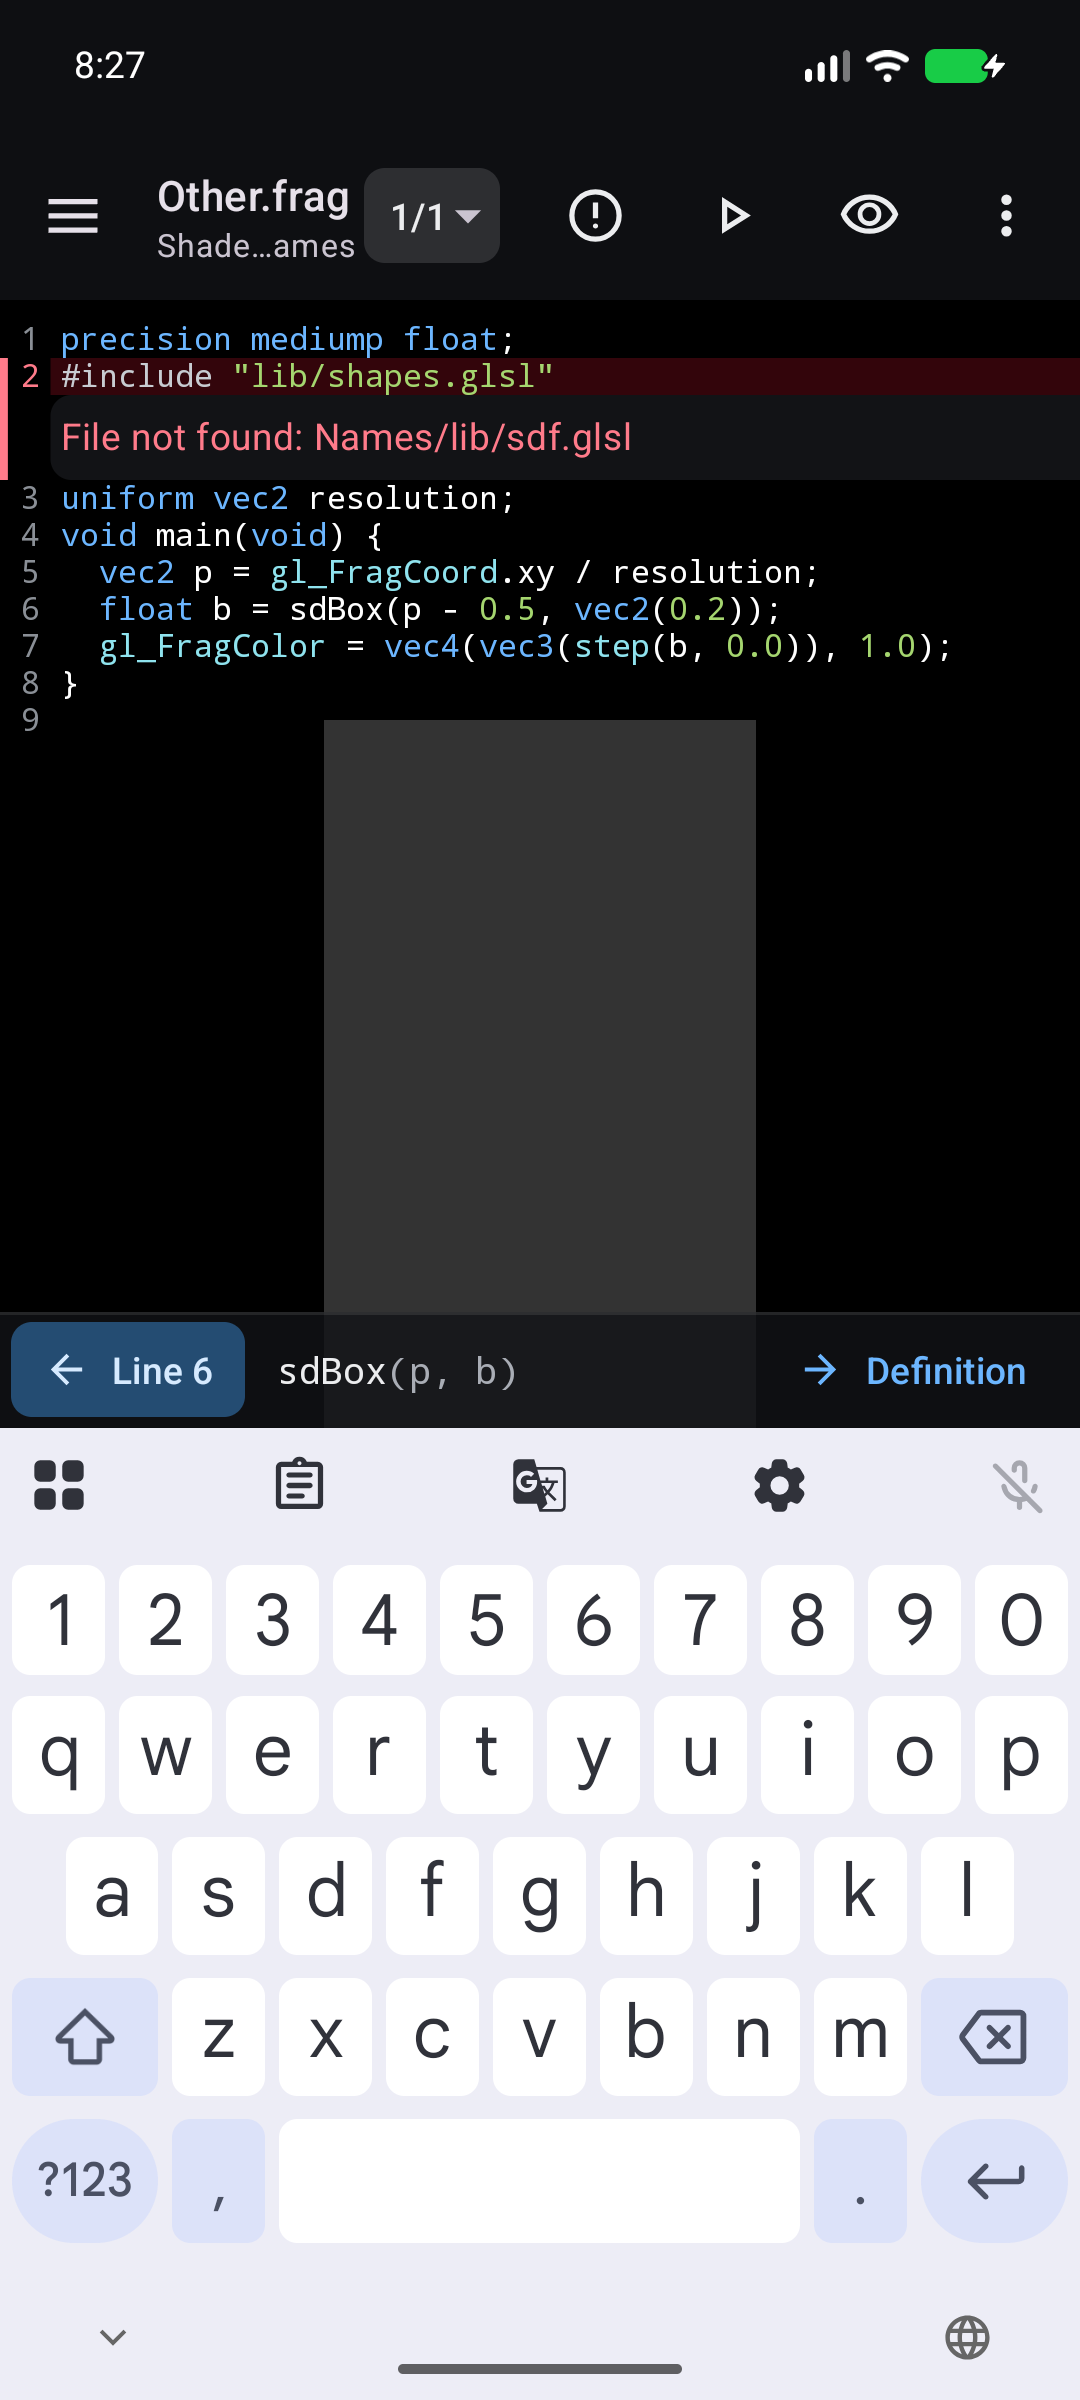 8:27
Other.frag
Shade…ames
1/1
1 precision mediump float;
2 #include "lib/shapes.glsl"
File not found: Names/lib/sdf.glsl
3 uniform vec2 resolution;
4 void main(void) {
5   vec2 p = gl_FragCoord.xy / resolution;
6   float b = sdBox(p - 0.5, vec2(0.2));
7   gl_FragColor = vec4(vec3(step(b, 0.0)), 1.0);
8 }
9
← Line 6 sdBox(p, b) → Definition
G 文
1 2 3 4 5 6 7 8 9 0
q w e r t y u i o p
a s d f g h j k l
z x c v b n m
?123 , .